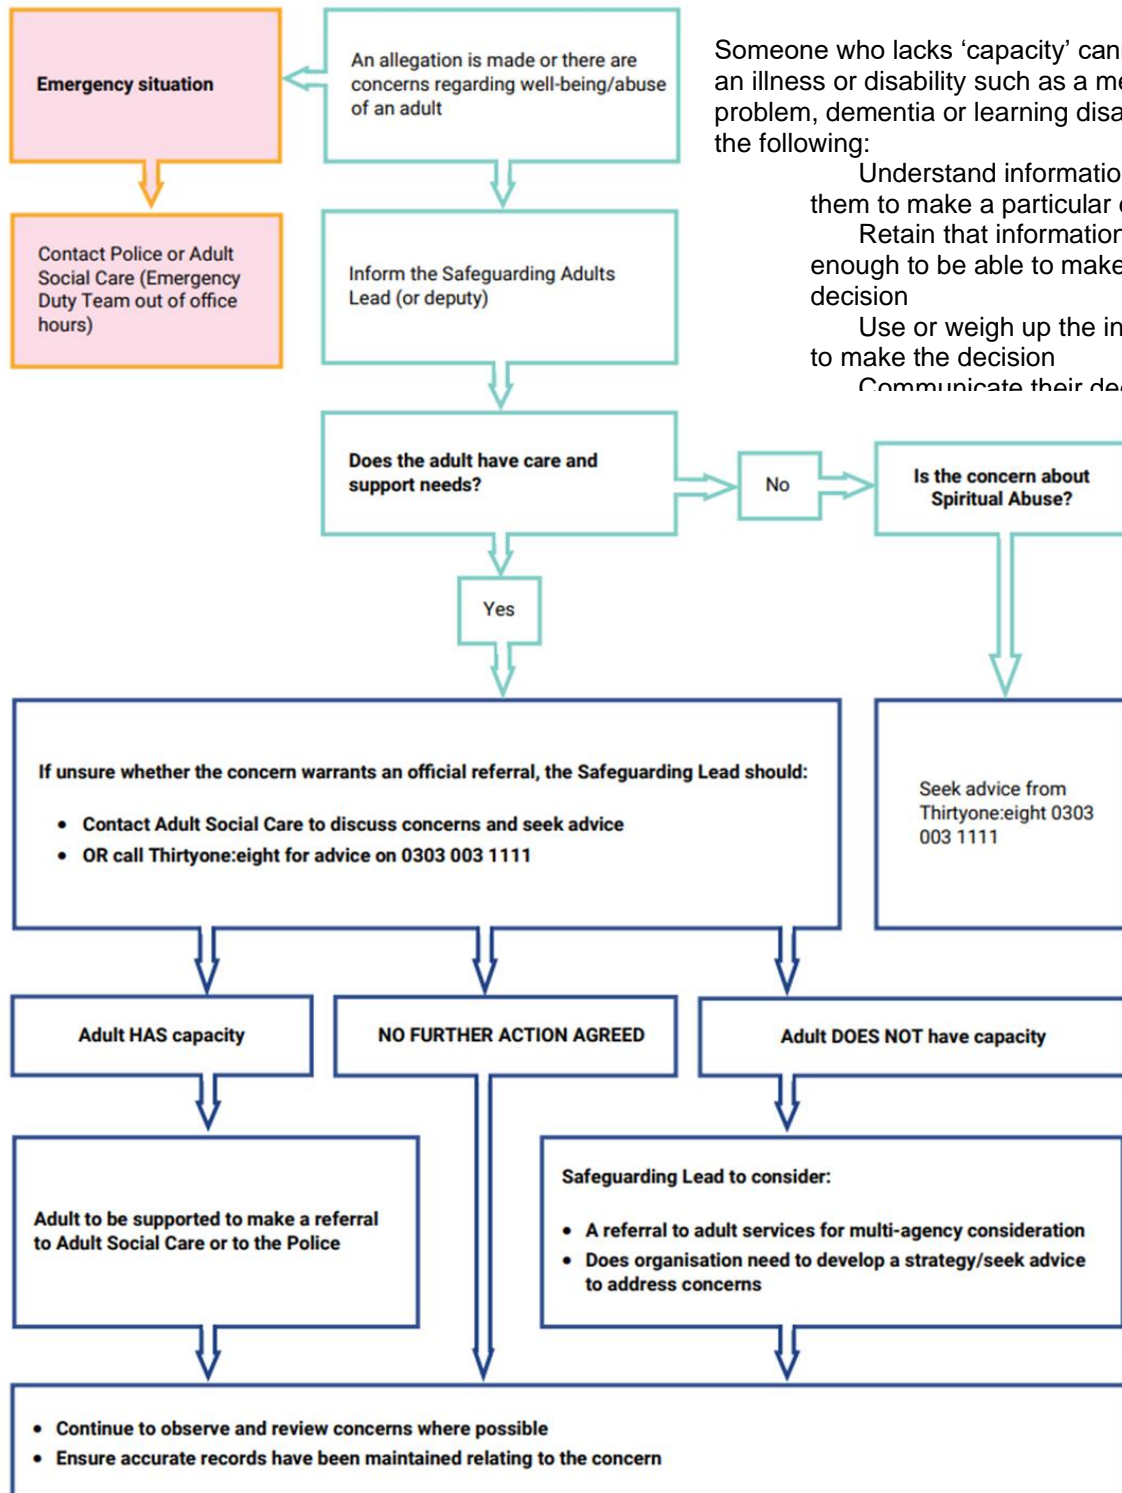 Emergency situation
An allegation is made or there are
concerns regarding well-being/abuse
of an adult
Someone who lacks ‘capacity’
an illness or disability such as a
problem, dementia or learning
the following:
Understand
them to make a particular
Retain that information
enough to be able to make
decision
Use or weigh up the
to make the decision
Communicate their
Contact Police or Adult
Social Care (Emergency
Duty Team out of office
hours)
Inform the Safeguarding Adults
Lead (or deputy)
Does the adult have care and
support needs?
No
Is the concern about
Spiritual Abuse?
Yes
If unsure whether the concern warrants an official referral, the Safeguarding Lead should:
• Contact Adult Social Care to discuss concerns and seek advice
• OR call Thirtyone:eight for advice on 0303 003 1111
Seek advice from
Thirtyone:eight 0303
003 1111
Adult HAS capacity
NO FURTHER ACTION AGREED
Adult DOES NOT have capacity
Adult to be supported to make a referral
to Adult Social Care or to the Police
Safeguarding Lead to consider:
• A referral to adult services for multi-agency consideration
• Does organisation need to develop a strategy/seek advice
to address concerns
• Continue to observe and review concerns where possible
• Ensure accurate records have been maintained relating to the concern